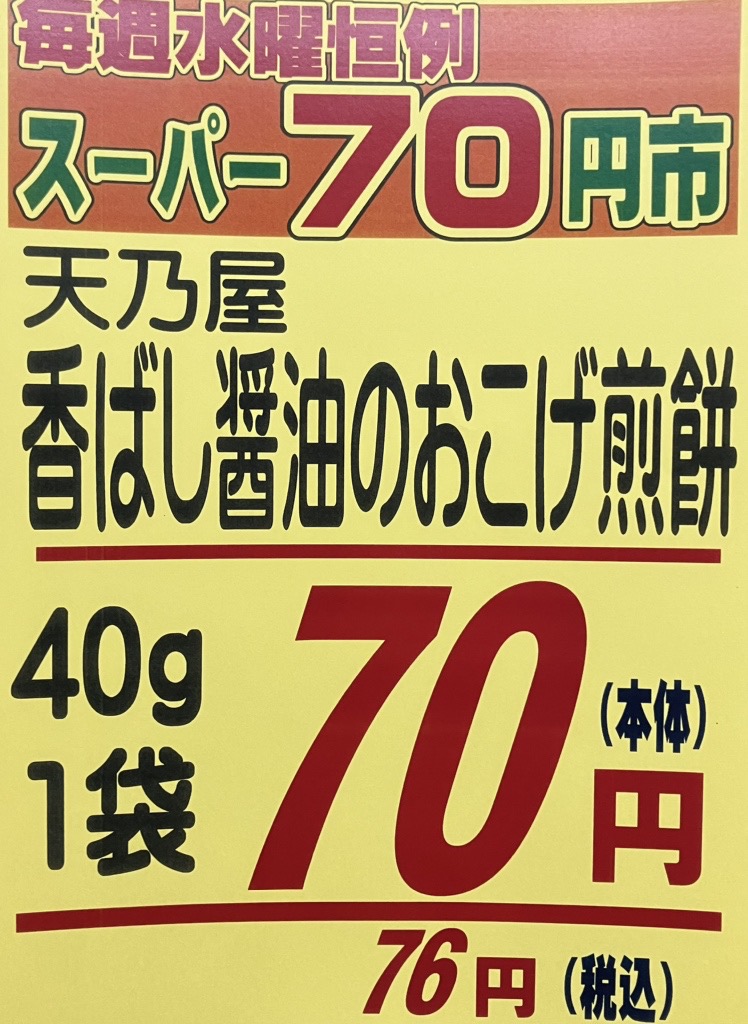 毎週水曜恒例
スーパー70円市
天乃屋
香ばし醤油のおこげ煎餅
40g
1袋
70円
(本体)
76円(税込)